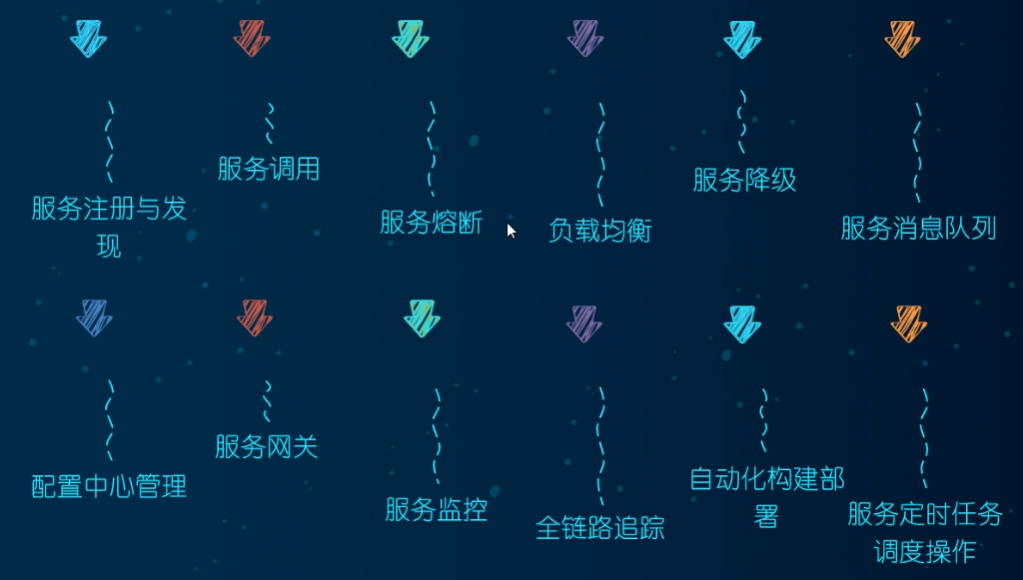 服务注册与发
现
服务调用
服务熔断
负载均衡
服务降级
服务消息队列
配置中心管理
服务网关
服务监控
全链路追踪
自动化构建部
署
服务定时任务
调度操作